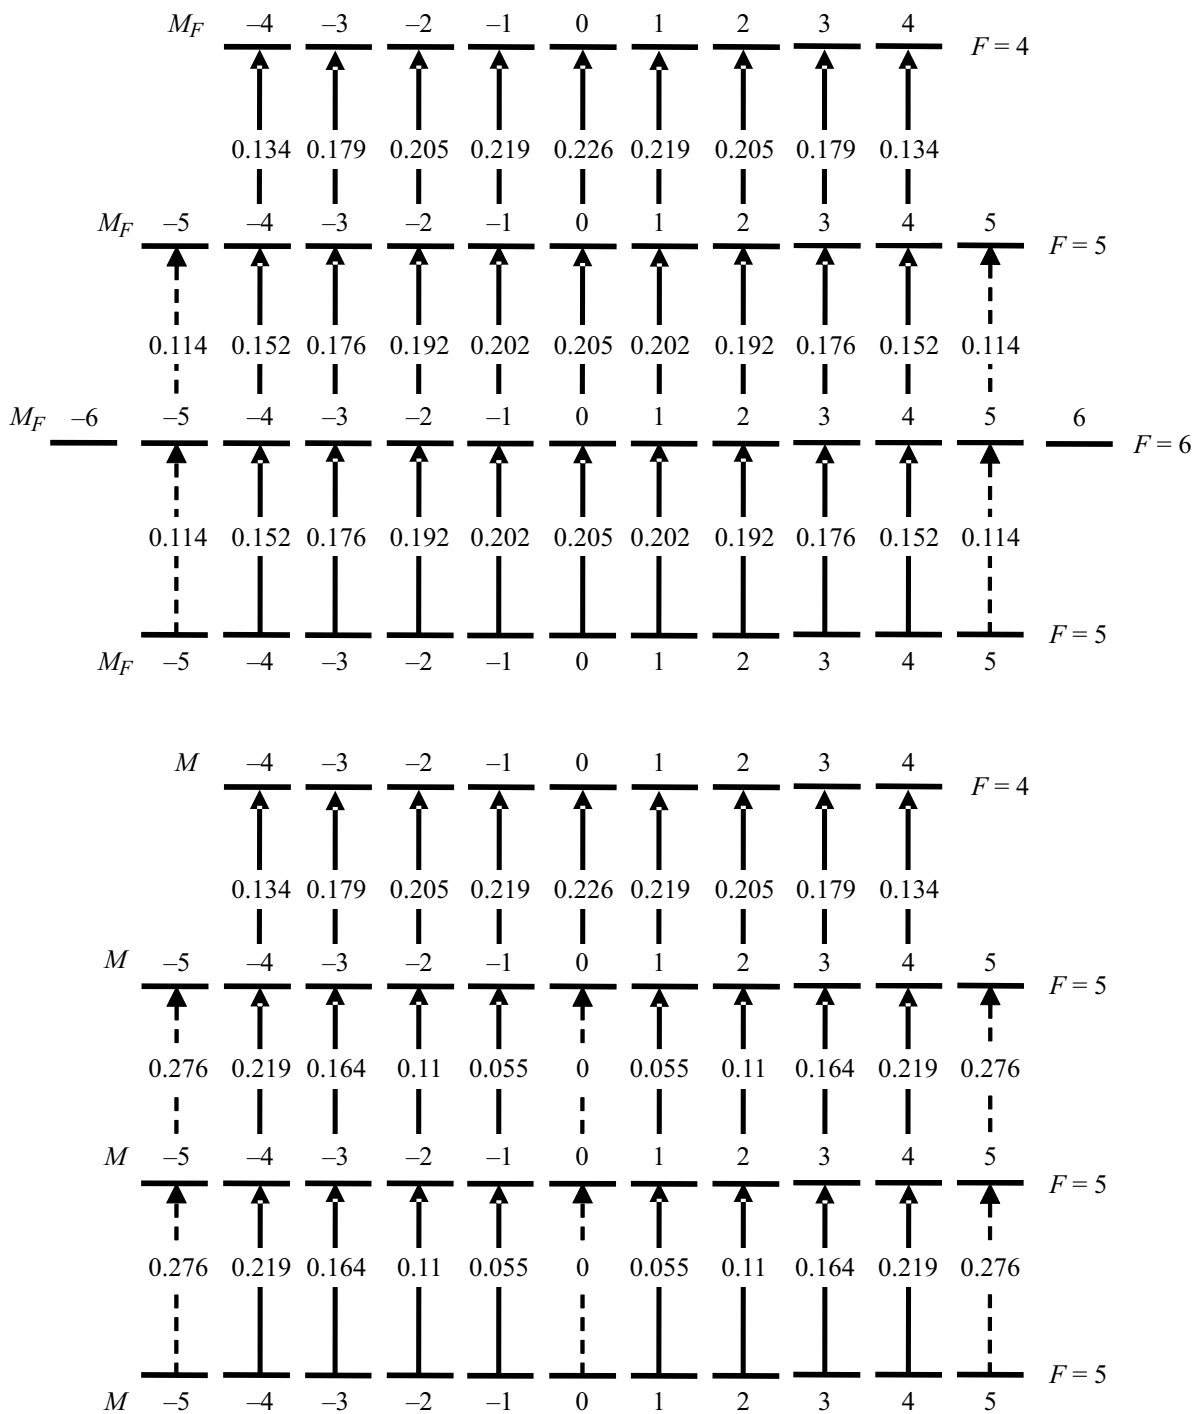 M_F –4 –3 –2 –1 0 1 2 3 4
F = 4
0.134 0.179 0.205 0.219 0.226 0.219 0.205 0.179 0.134
M_F –5 –4 –3 –2 –1 0 1 2 3 4 5
F = 5
0.114 0.152 0.176 0.192 0.202 0.205 0.202 0.192 0.176 0.152 0.114
M_F –6 –5 –4 –3 –2 –1 0 1 2 3 4 5 6
F = 6
0.114 0.152 0.176 0.192 0.202 0.205 0.202 0.192 0.176 0.152 0.114
F = 5
M_F –5 –4 –3 –2 –1 0 1 2 3 4 5
M –4 –3 –2 –1 0 1 2 3 4
F = 4
0.134 0.179 0.205 0.219 0.226 0.219 0.205 0.179 0.134
M –5 –4 –3 –2 –1 0 1 2 3 4 5
F = 5
0.276 0.219 0.164 0.11 0.055 0 0.055 0.11 0.164 0.219 0.276
M –5 –4 –3 –2 –1 0 1 2 3 4 5
F = 5
0.276 0.219 0.164 0.11 0.055 0 0.055 0.11 0.164 0.219 0.276
F = 5
M –5 –4 –3 –2 –1 0 1 2 3 4 5